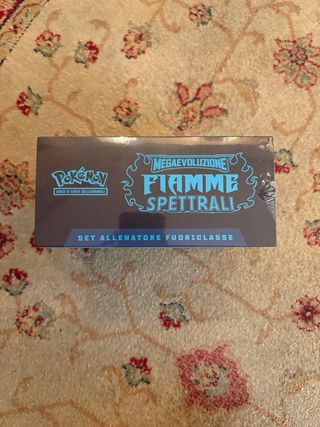 Pokémon
GIOCO DI CARTE COLLEZIONABILI
MEGAEVOLUZIONE
FIAMME
SPETTRALI
SET ALLENATORE FUORICLASSE